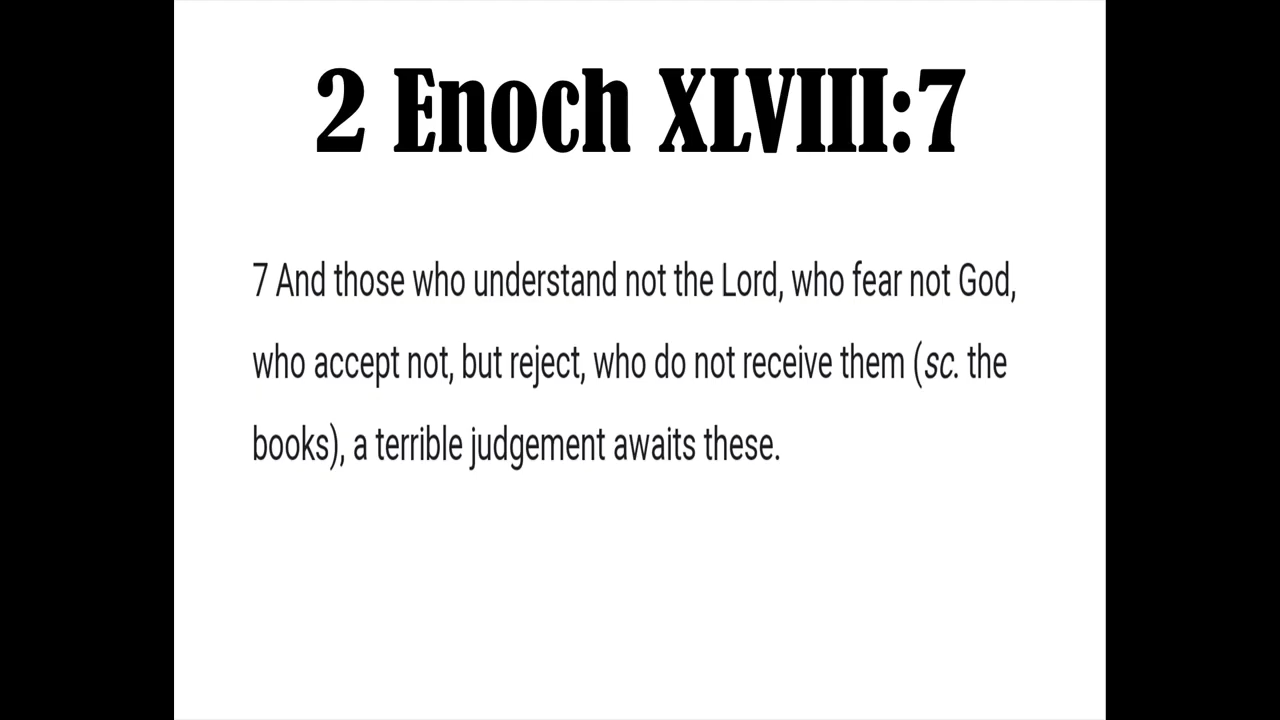 2 Enoch XLVIII:7
7 And those who understand not the Lord, who fear not God,
who accept not, but reject, who do not receive them (sc. the
books), a terrible judgement awaits these.